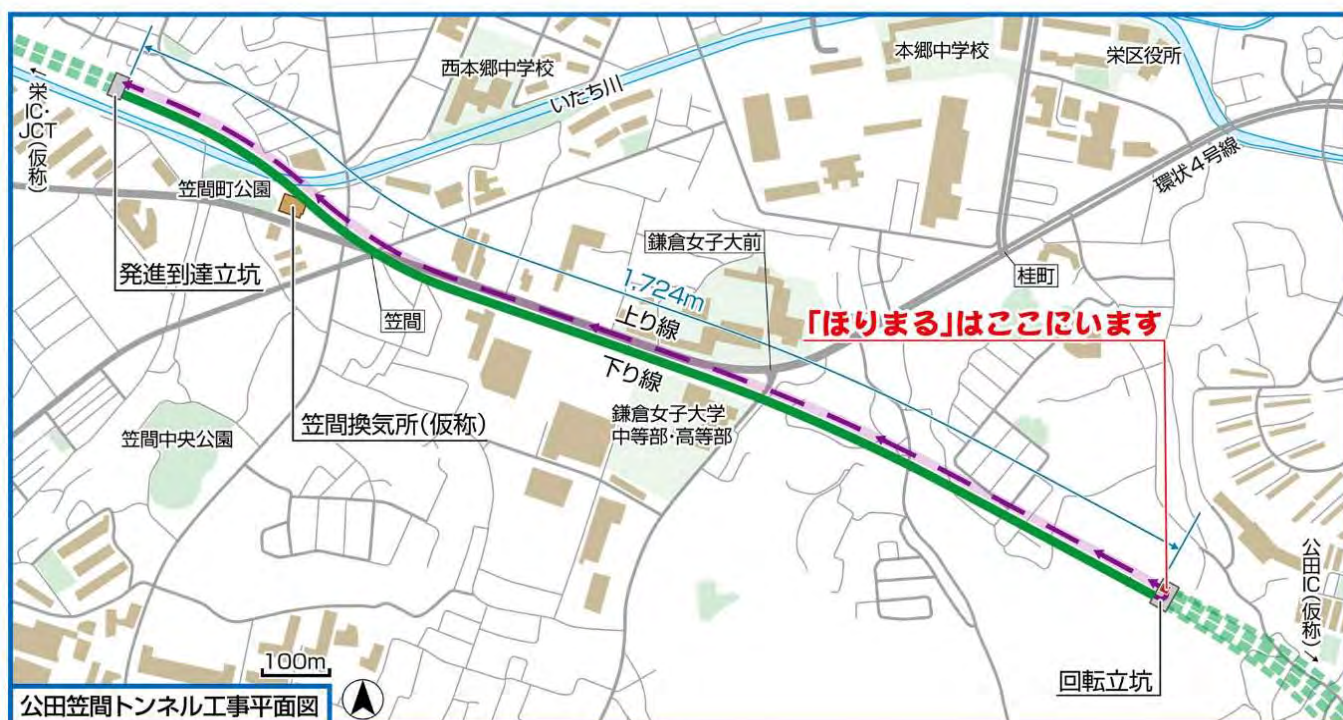 西本郷中学校
本郷中学校
栄区役所
いたち川
←栄IC・
JCT(仮称)
環状4号線
笠間町公園
発進到達立坑
鎌倉女子大前
桂町
1,724m
上り線
「ほりまる」はここにいます
笠間
下り線
笠間換気所(仮称)
鎌倉女子大学
中等部・高等部
笠間中央公園
公田IC(仮称)→
100m
回転立坑
公田笠間トンネル工事平面図